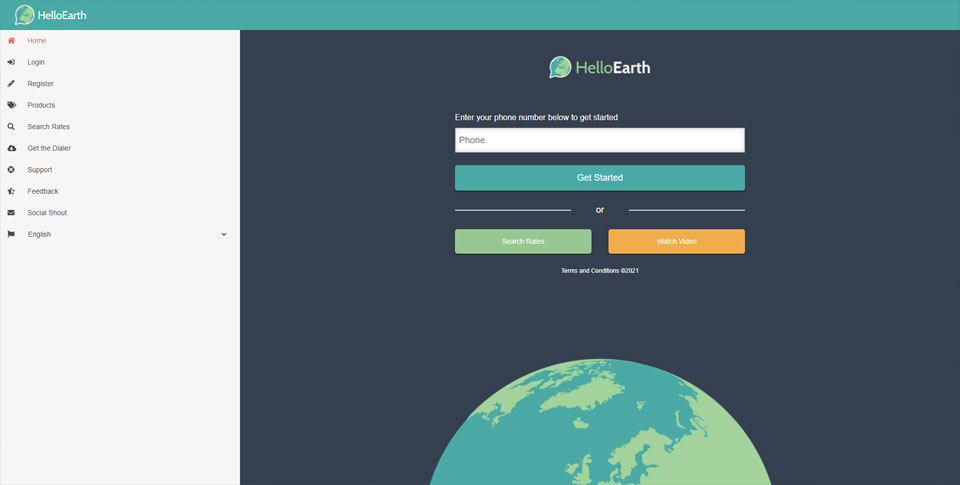 HelloEarth
Home
Login
Register
Products
Search Rates
Get the Dialer
Support
Feedback
Social Shout
English
HelloEarth
Enter your phone number below to get started
Phone
Get Started
or
Search Rates
Watch Video
Terms and Conditions ©2021